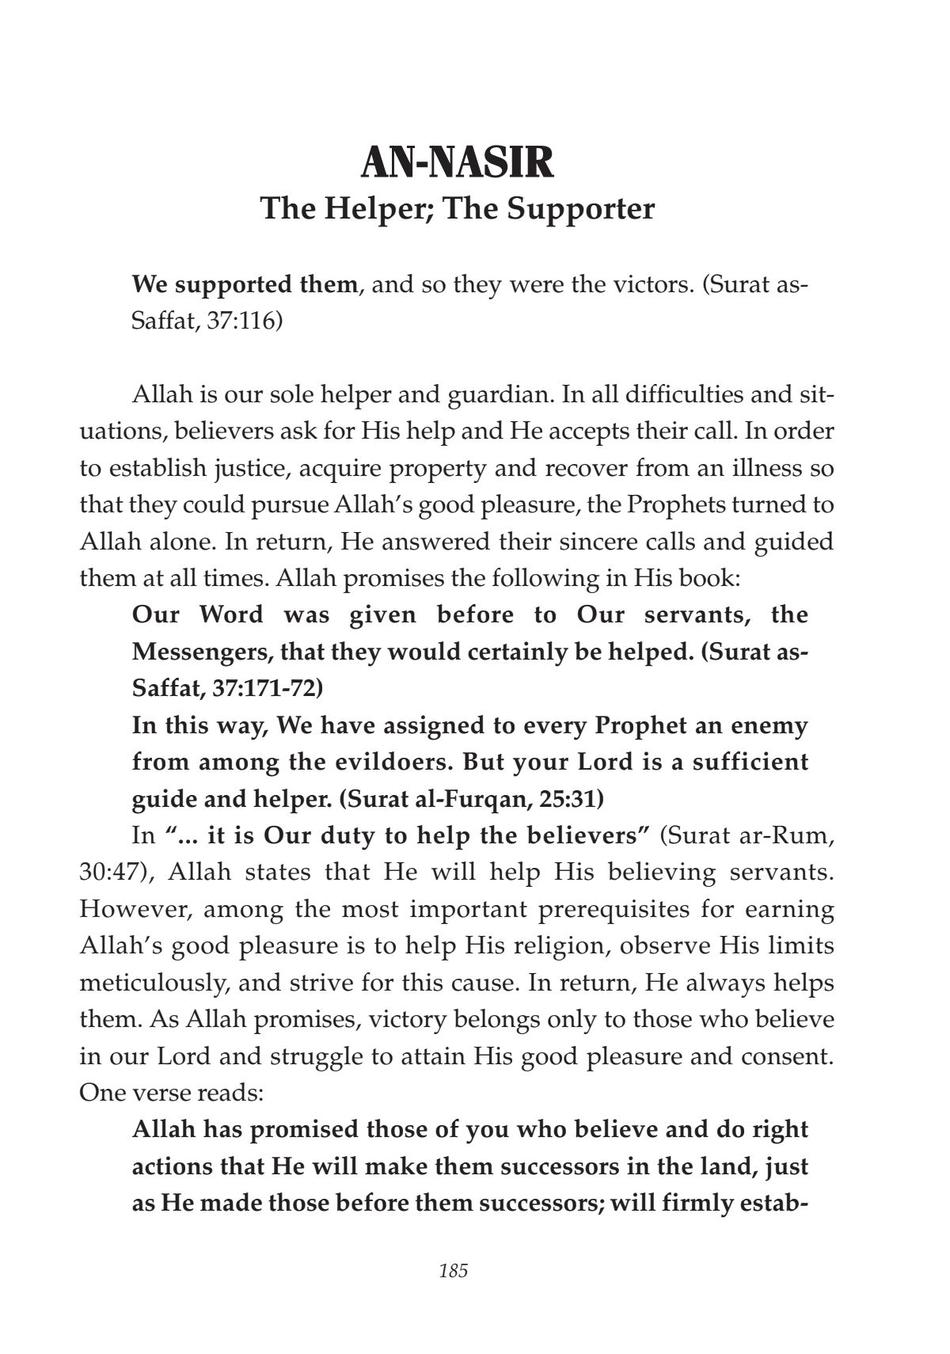 AN-NASIR
The Helper; The Supporter
We supported them, and so they were the victors. (Surat as-
Saffat, 37:116)
Allah is our sole helper and guardian. In all difficulties and sit-
uations, believers ask for His help and He accepts their call. In order
to establish justice, acquire property and recover from an illness so
that they could pursue Allah’s good pleasure, the Prophets turned to
Allah alone. In return, He answered their sincere calls and guided
them at all times. Allah promises the following in His book:
Our Word was given before to Our servants, the
Messengers, that they would certainly be helped. (Surat as-
Saffat, 37:171-72)
In this way, We have assigned to every Prophet an enemy
from among the evildoers. But your Lord is a sufficient
guide and helper. (Surat al-Furqan, 25:31)
In “... it is Our duty to help the believers” (Surat ar-Rum,
30:47), Allah states that He will help His believing servants.
However, among the most important prerequisites for earning
Allah’s good pleasure is to help His religion, observe His limits
meticulously, and strive for this cause. In return, He always helps
them. As Allah promises, victory belongs only to those who believe
in our Lord and struggle to attain His good pleasure and consent.
One verse reads:
Allah has promised those of you who believe and do right
actions that He will make them successors in the land, just
as He made those before them successors; will firmly estab-
185